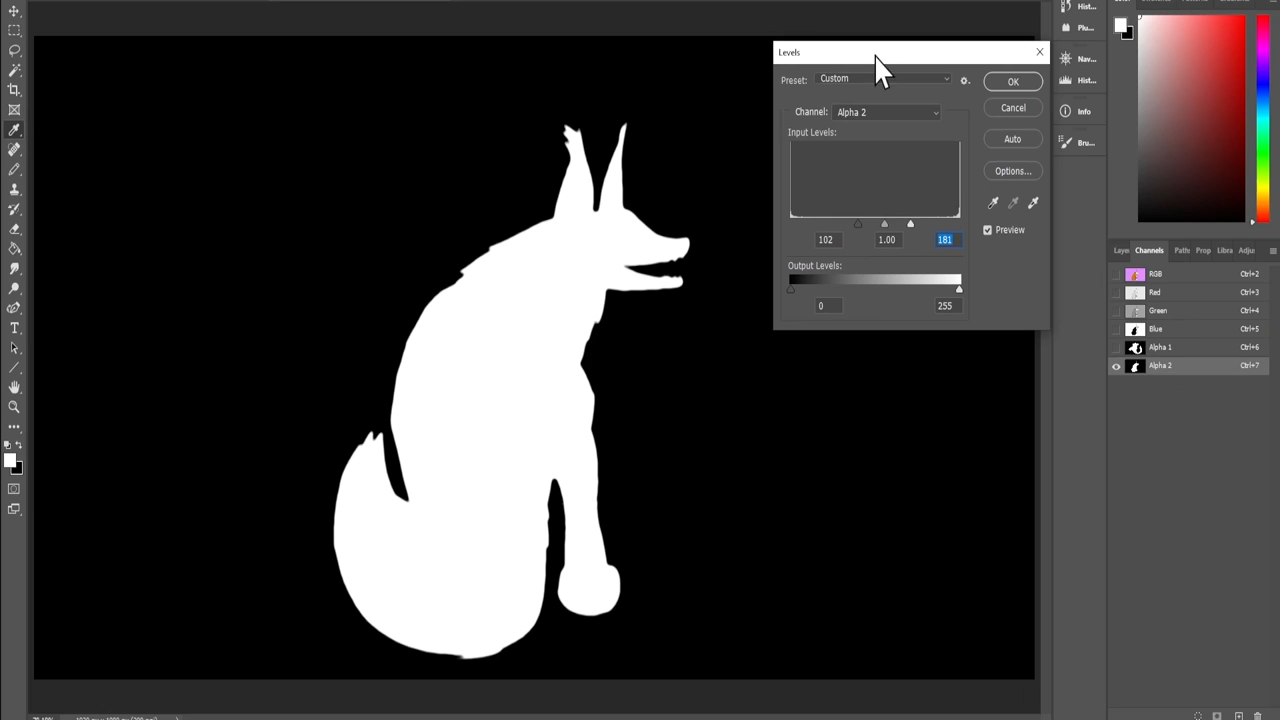 Hist...
Plu...
Levels
Nav...
Preset:
Custom
OK
Hist...
Cancel
Channel:
Alpha 2
Info
Input Levels:
Auto
Bru...
Options...
Preview
102
1.00
181
Layer Channels Path Prop Libra Adju
Output Levels:
RGB
Ctrl+2
Red
Ctrl+3
0
255
Green
Ctrl+4
Blue
Ctrl+5
Alpha 1
Ctrl+6
Alpha 2
Ctrl+7